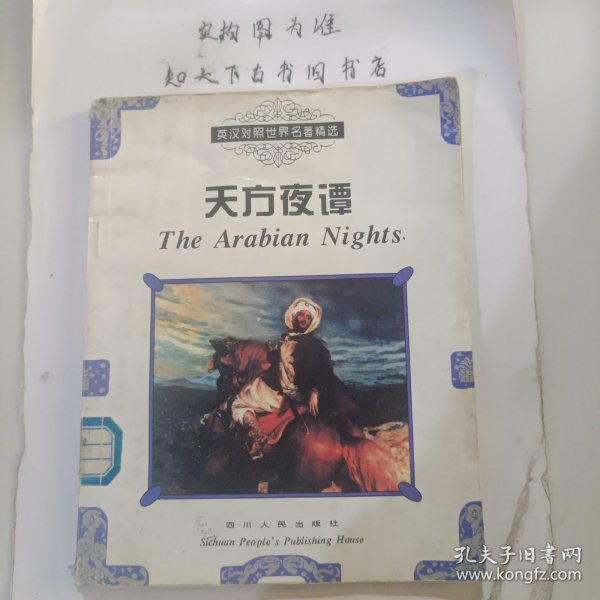 实物图为准
知天下古书旧书店
英汉对照世界名著精选
天方夜谭
The Arabian Nights
四川人民出版社
Sichuan People's Publishing House
孔夫子旧书网
www.kongfz.com